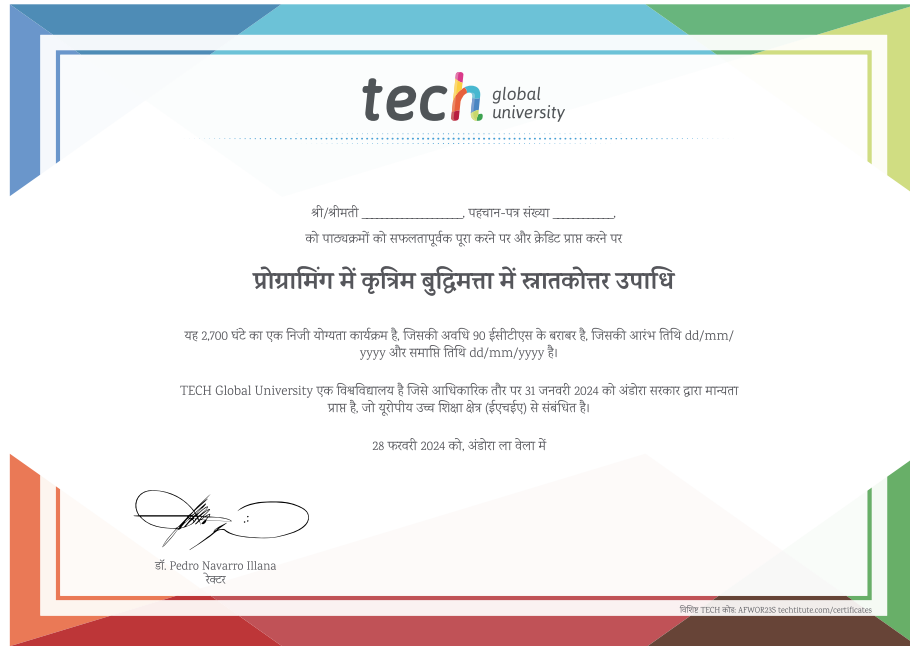 tech global university
श्री/श्रीमती ____________________, पहचान-पत्र संख्या ____________,
को पाठ्यक्रमों को सफलतापूर्वक पूरा करने पर और क्रेडिट प्राप्त करने पर
प्रोग्रामिंग में कृत्रिम बुद्धिमत्ता में स्नातकोत्तर उपाधि
यह 2,700 घंटे का एक निजी योग्यता कार्यक्रम है, जिसकी अवधि 90 ईसीटीएस के बराबर है, जिसकी आरंभ तिथि dd/mm/
yyyy और समाप्ति तिथि dd/mm/yyyy है।
TECH Global University एक विश्वविद्यालय है जिसे आधिकारिक तौर पर 31 जनवरी 2024 को अंडोरा सरकार द्वारा मान्यता
प्राप्त है, जो यूरोपीय उच्च शिक्षा क्षेत्र (ईएचईए) से संबंधित है।
28 फरवरी 2024 को, अंडोरा ला वेला में
डॉ. Pedro Navarro Illana
रेक्टर
विशिष्ट TECH कोड: AFWOR23S techtitute.com/certificates